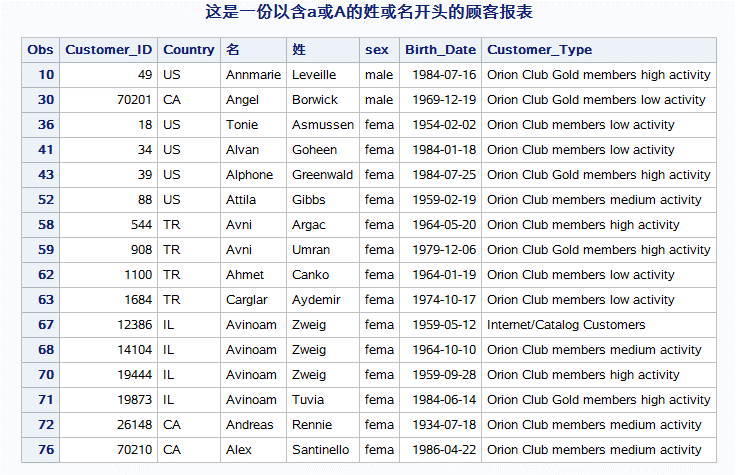 这是一份以含a或A的姓或名开头的顾客报表
Obs Customer_ID Country 名 姓 sex Birth_Date Customer_Type
10 49 US Annmarie Leveille male 1984-07-16 Orion Club Gold members high activity
30 70201 CA Angel Borwick male 1969-12-19 Orion Club Gold members low activity
36 18 US Tonie Asmussen fema 1954-02-02 Orion Club members low activity
41 34 US Alvan Goheen fema 1984-01-18 Orion Club members low activity
43 39 US Alphone Greenwald fema 1984-07-25 Orion Club Gold members high activity
52 88 US Attila Gibbs fema 1959-02-19 Orion Club members medium activity
58 544 TR Avni Argac fema 1964-05-20 Orion Club members high activity
59 908 TR Avni Umran fema 1979-12-06 Orion Club Gold members high activity
62 1100 TR Ahmet Canko fema 1964-01-19 Orion Club members low activity
63 1684 TR Carglar Aydemir fema 1974-10-17 Orion Club members low activity
67 12386 IL Avinoam Zweig fema 1959-05-12 Internet/Catalog Customers
68 14104 IL Avinoam Zweig fema 1964-10-10 Orion Club members medium activity
70 19444 IL Avinoam Zweig fema 1959-09-28 Orion Club members high activity
71 19873 IL Avinoam Tuvia fema 1984-06-14 Orion Club Gold members high activity
72 26148 CA Andreas Rennie fema 1934-07-18 Orion Club members medium activity
76 70210 CA Alex Santinello fema 1986-04-22 Orion Club members medium activity